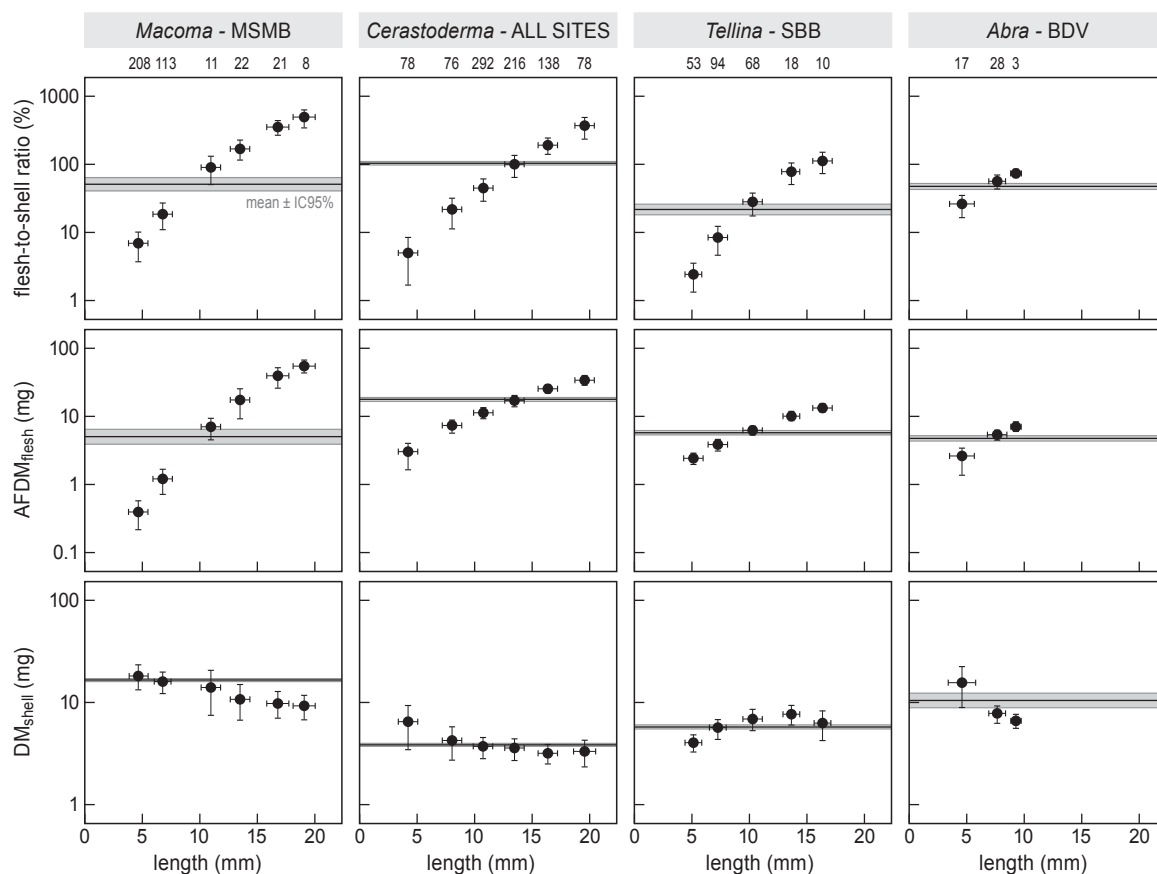 Macoma - MSMB
Cerastoderma - ALL SITES
Tellina - SBB
Abra - BDV
208 113 11 22 21 8
78 76 292 216 138 78
53 94 68 18 10
17 28 3
flesh-to-shell ratio (%)
1000
100
10
1
mean ± IC95%
AFDMflesh (mg)
100
10
1
0.1
DMshell (mg)
100
10
1
0 5 10 15 20
0 5 10 15 20
0 5 10 15 20
0 5 10 15 20
length (mm)
length (mm)
length (mm)
length (mm)